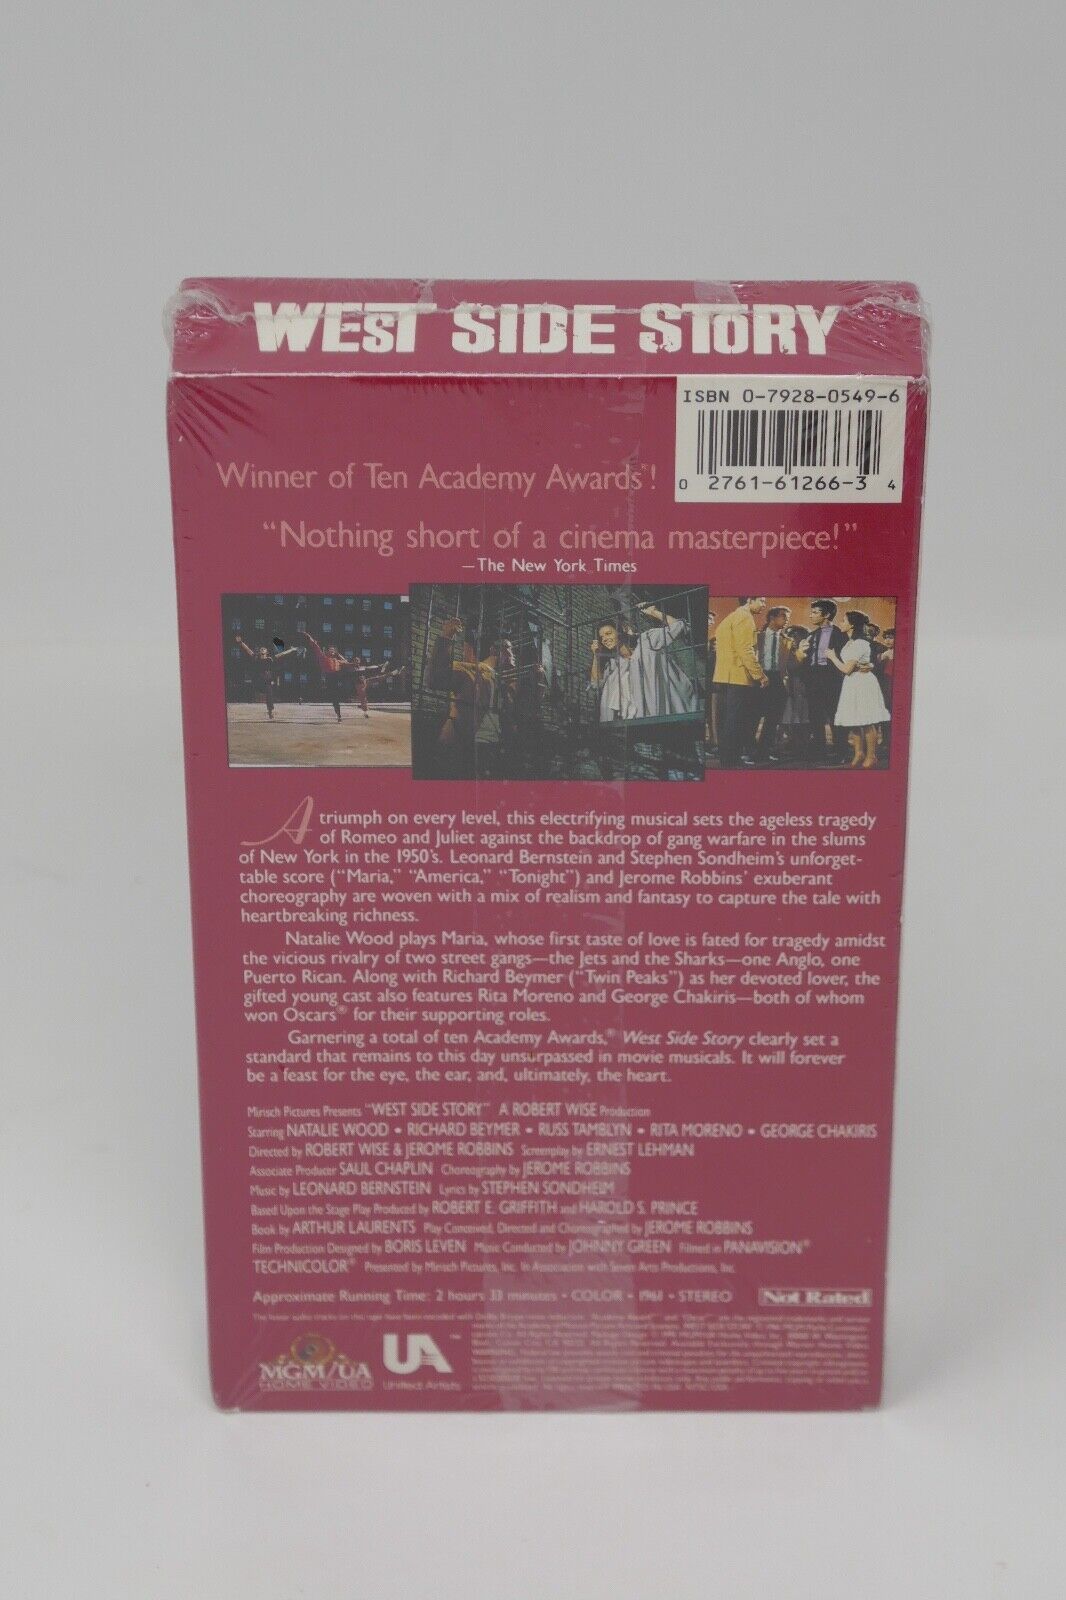 WEST SIDE STORY
ISBN 0-7928-0549-6
0 2761-61266-3 4
Winner of Ten Academy Awards®!
“Nothing short of a cinema masterpiece!”
—The New York Times
A triumph on every level, this electrifying musical sets the ageless tragedy
of Romeo and Juliet against the backdrop of gang warfare in the slums
of New York in the 1950's. Leonard Bernstein and Stephen Sondheim's unforget-
table score (“Maria,” “America,” “Tonight”) and Jerome Robbins' exuberant
choreography are woven with a mix of realism and fantasy to capture the tale with
heartbreaking richness.
Natalie Wood plays Maria, whose first taste of love is fated for tragedy amidst
the vicious rivalry of two street gangs—the Jets and the Sharks—one Anglo, one
Puerto Rican. Along with Richard Beymer (“Twin Peaks”) as her devoted lover, the
gifted young cast also features Rita Moreno and George Chakiris—both of whom
won Oscars® for their supporting roles.
Garnering a total of ten Academy Awards,® West Side Story clearly set a
standard that remains to this day unsurpassed in movie musicals. It will forever
be a feast for the eye, the ear, and, ultimately, the heart.
Mirisch Pictures Presents “WEST SIDE STORY” A ROBERT WISE Production
Starring NATALIE WOOD • RICHARD BEYMER • RUSS TAMBLYN • RITA MORENO • GEORGE CHAKIRIS
Directed by ROBERT WISE & JEROME ROBBINS Screenplay by ERNEST LEHMAN
Associate Producer SAUL CHAPLIN Choreography by JEROME ROBBINS
Music by LEONARD BERNSTEIN Lyrics by STEPHEN SONDHEIM
Based Upon the Stage Play Produced by ROBERT E. GRIFFITH and HAROLD S. PRINCE
Book by ARTHUR LAURENTS Play Conceived, Directed and Choreographed by JEROME ROBBINS
Film Production Designed by BORIS LEVEN Music Conducted by JOHNNY GREEN Filmed in PANAVISION®
TECHNICOLOR® Presented by Mirisch Pictures, Inc. In Association with Seven Arts Productions, Inc.
Approximate Running Time: 2 hours 33 minutes • COLOR • 1961 • STEREO
Not Rated
MGM/UA
HOME VIDEO
UA™
United Artists